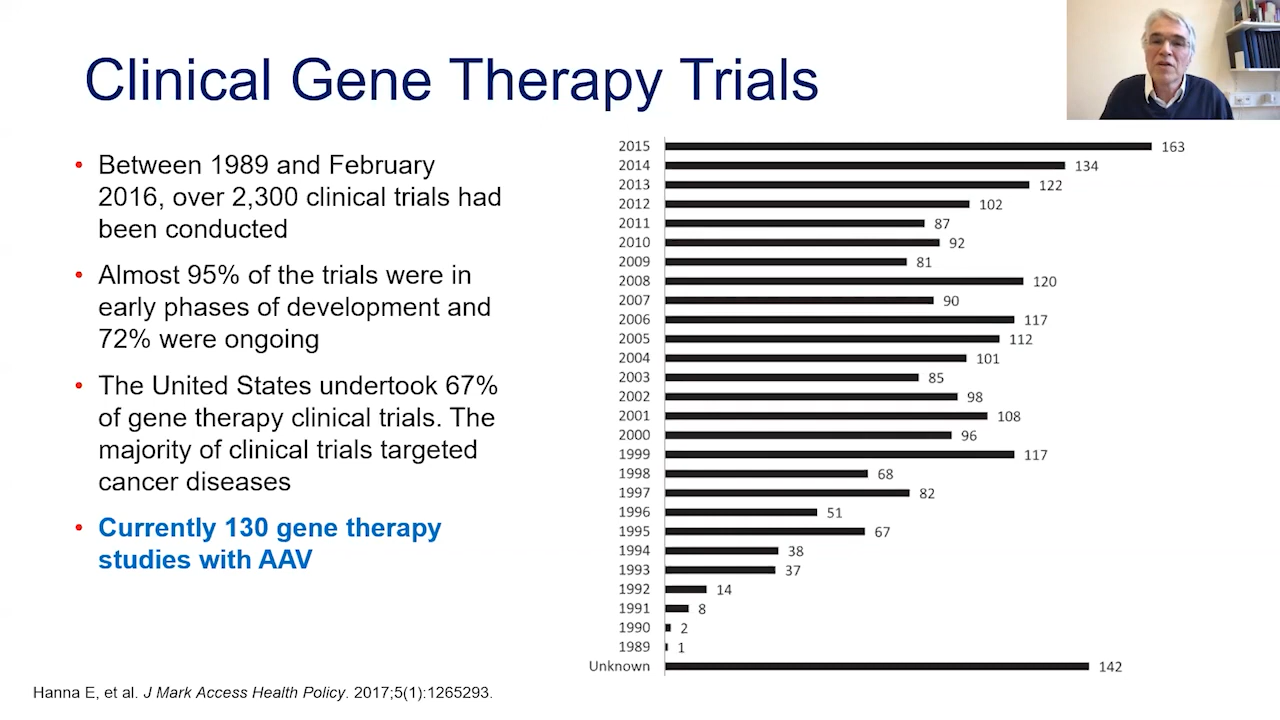 Clinical Gene Therapy Trials
• Between 1989 and February
2016, over 2,300 clinical trials had
been conducted
• Almost 95% of the trials were in
early phases of development and
72% were ongoing
• The United States undertook 67%
of gene therapy clinical trials. The
majority of clinical trials targeted
cancer diseases
• Currently 130 gene therapy
studies with AAV
2015 163
2014 134
2013 122
2012 102
2011 87
2010 92
2009 81
2008 120
2007 90
2006 117
2005 112
2004 101
2003 85
2002 98
2001 108
2000 96
1999 117
1998 68
1997 82
1996 51
1995 67
1994 38
1993 37
1992 14
1991 8
1990 2
1989 1
Unknown 142
Hanna E, et al. J Mark Access Health Policy. 2017;5(1):1265293.